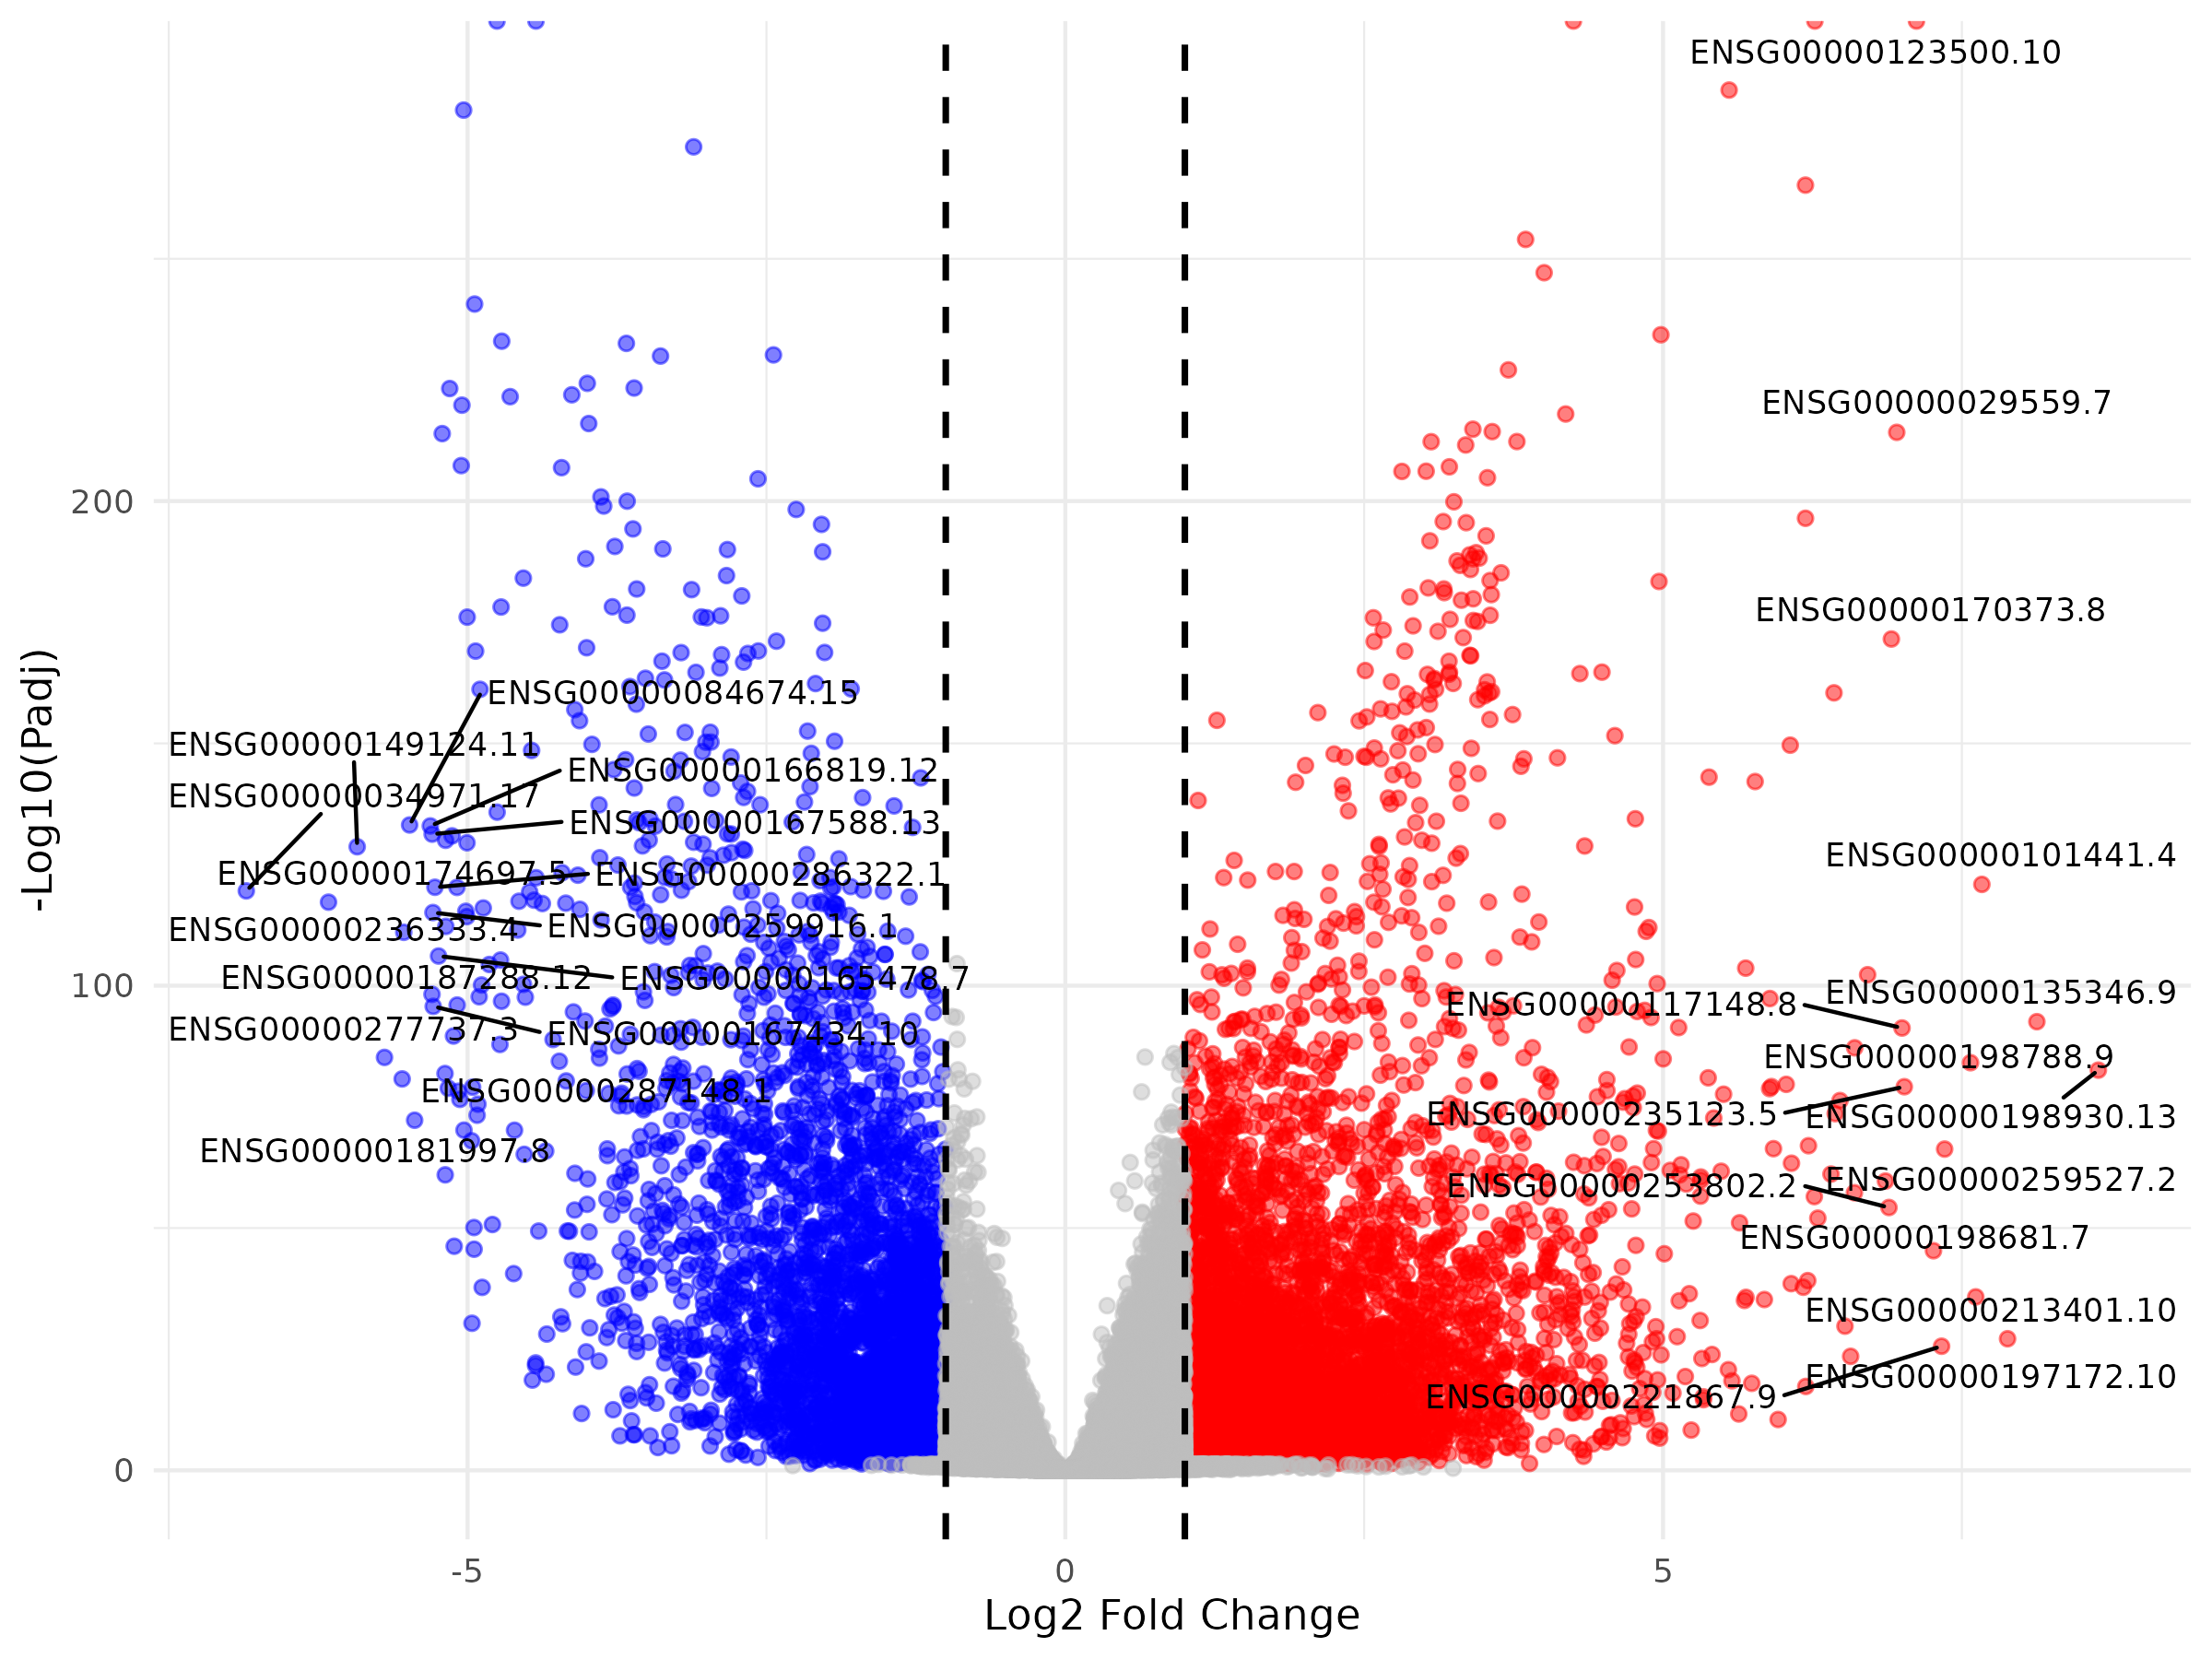 ENSG00000123500.10
ENSG00000029559.7
200
ENSG00000170373.8
-Log10(Padj)
ENSG00000084674.15
ENSG00000149124.11
ENSG00000166819.12
ENSG00000034971.17
ENSG00000167588.13
ENSG00000101441.4
ENSG00000174697.5
ENSG00000286322.1
ENSG00000236333.4
ENSG00000259916.1
100
ENSG00000187288.12
ENSG00000165478.7
ENSG00000117148.8
ENSG00000135346.9
ENSG00000277737.3
ENSG00000167434.10
ENSG00000198788.9
ENSG00000287148.1
ENSG00000235123.5
ENSG00000198930.13
ENSG00000181997.8
ENSG00000253802.2
ENSG00000259527.2
ENSG00000198681.7
ENSG00000213401.10
ENSG00000197172.10
ENSG00000221867.9
0
-5
0
5
Log2 Fold Change